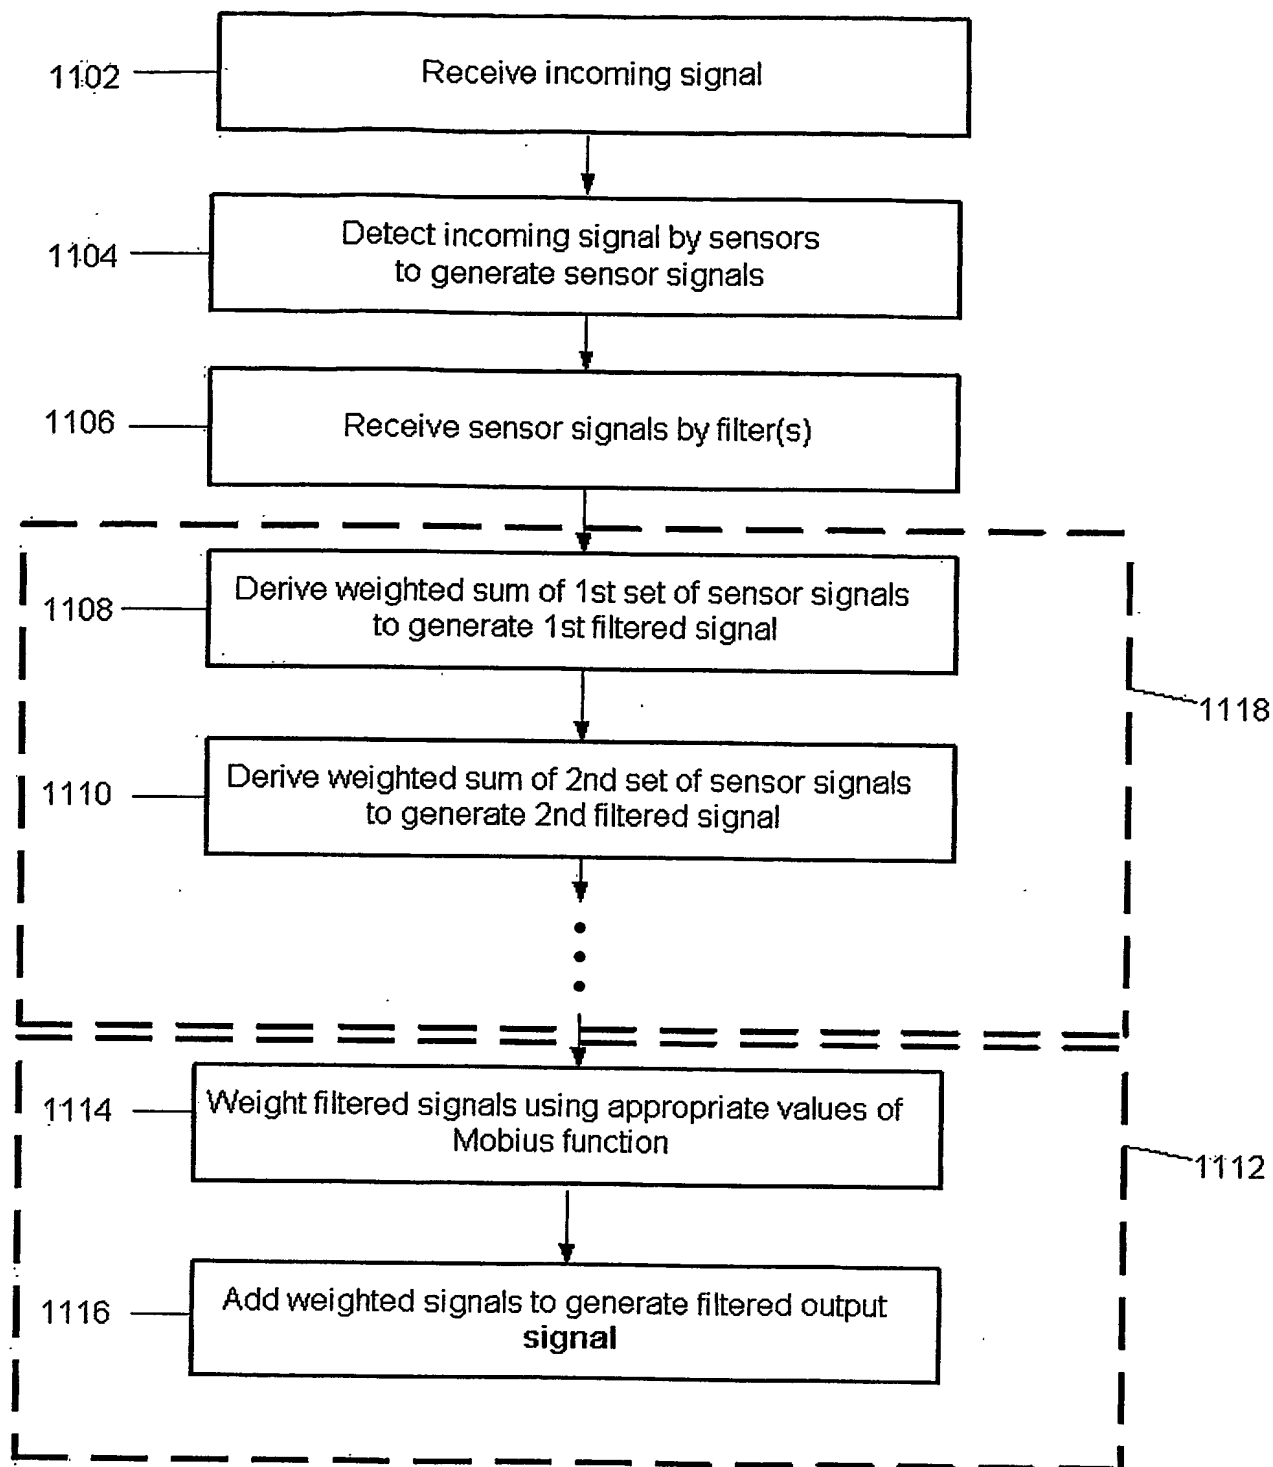 1102
Receive incoming signal
1104
Detect incoming signal by sensors
to generate sensor signals
1106
Receive sensor signals by filter(s)
1108
Derive weighted sum of 1st set of sensor signals
to generate 1st filtered signal
1118
1110
Derive weighted sum of 2nd set of sensor signals
to generate 2nd filtered signal
1114
Weight filtered signals using appropriate values of
Mobius function
1112
1116
Add weighted signals to generate filtered output
signal